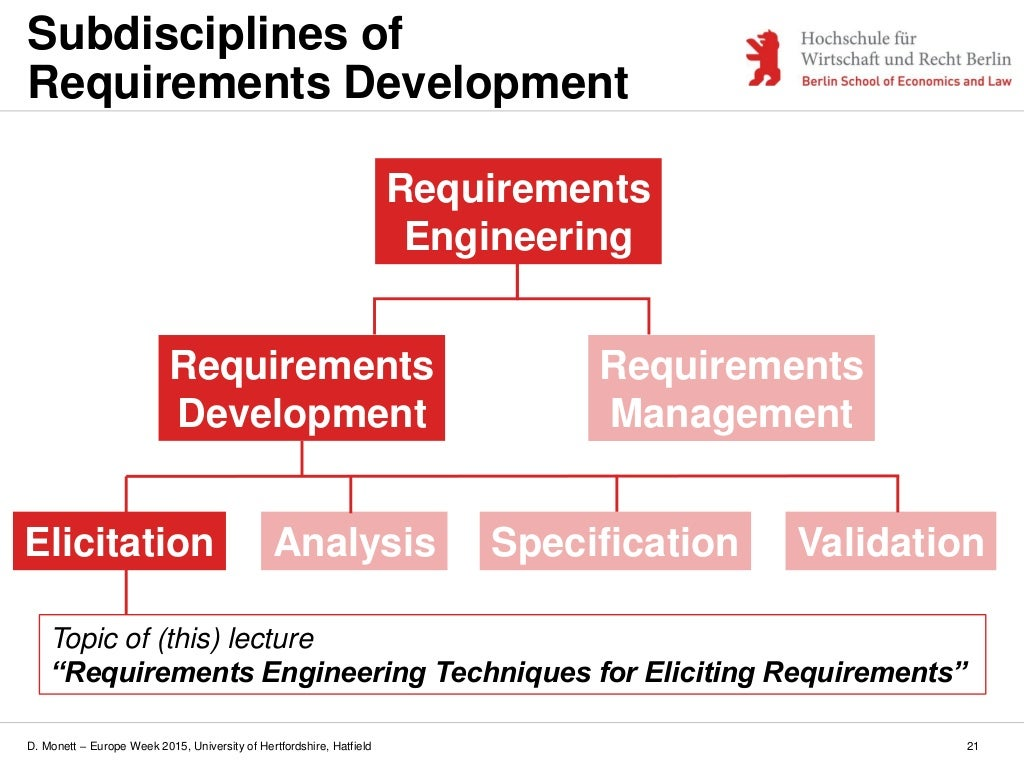 Subdisciplines of
Requirements Development
Hochschule für
Wirtschaft und Recht Berlin
Berlin School of Economics and Law
Requirements
Engineering
Requirements
Development
Requirements
Management
Elicitation
Analysis
Specification
Validation
Topic of (this) lecture
“Requirements Engineering Techniques for Eliciting Requirements”
D. Monett – Europe Week 2015, University of Hertfordshire, Hatfield
21